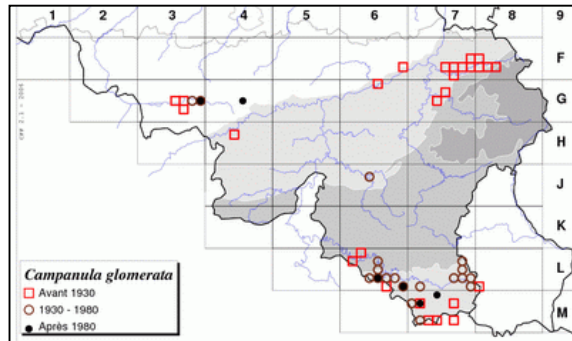 1 2 3 4 5 6 7 8 9
F
G
H
J
K
L
M
Campanula glomerata
Avant 1930
1930 - 1980
Après 1980